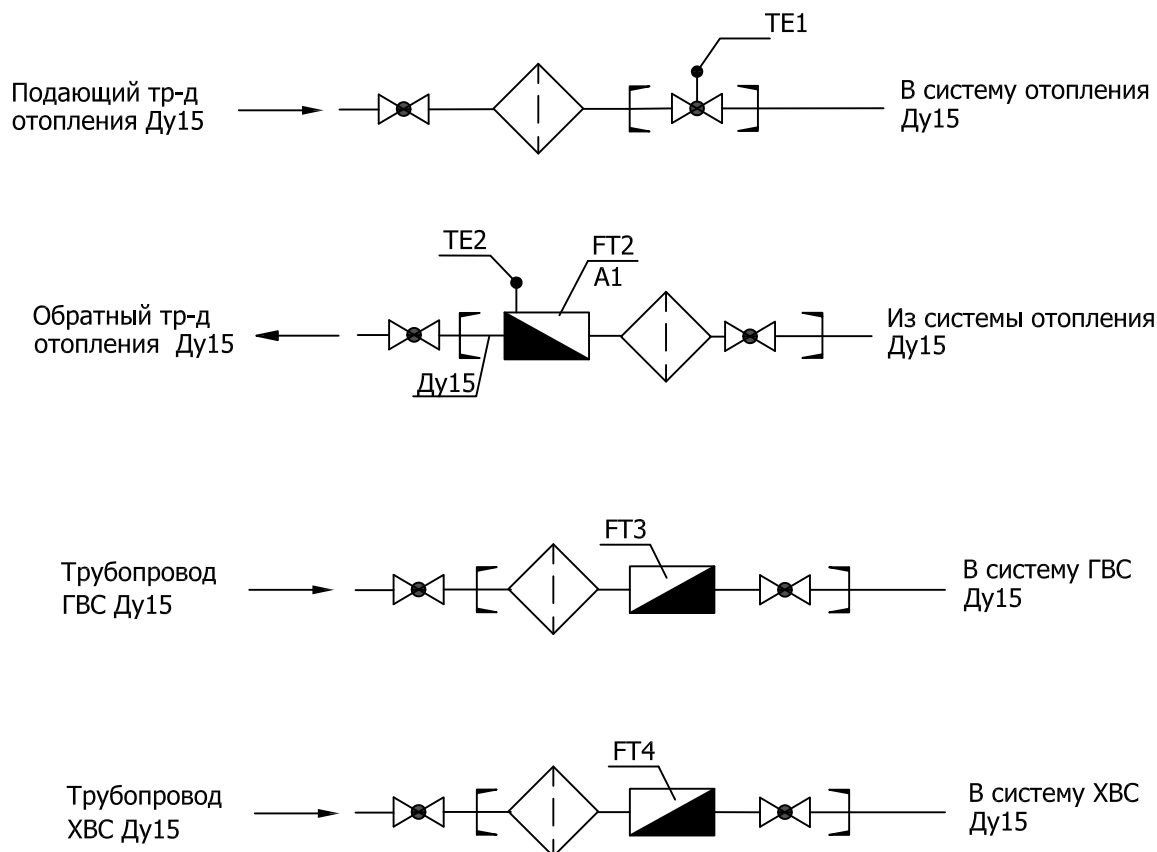 TE1
Подающий тр-д
отопления Ду15
В систему отопления
Ду15
TE2
FT2
A1
Обратный тр-д
отопления Ду15
Из системы отопления
Ду15
Ду15
FT3
Трубопровод
ГВС Ду15
В систему ГВС
Ду15
FT4
Трубопровод
ХВС Ду15
В систему ХВС
Ду15